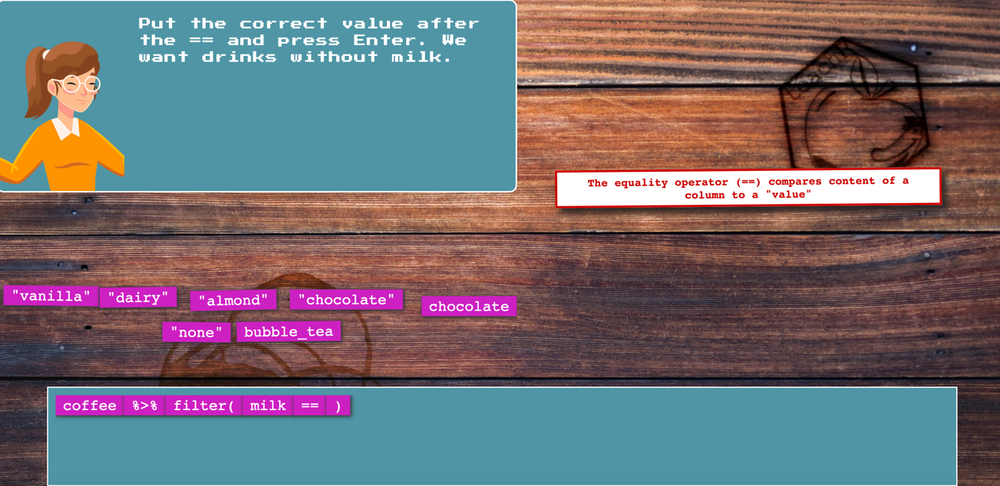 Put the correct value after
the == and press Enter. We
want drinks without milk.
teachR
The equality operator (==) compares content of a
column to a "value"
"vanilla" "dairy" "almond" "chocolate" chocolate
"none" bubble_tea
coffee %>% filter( milk == )